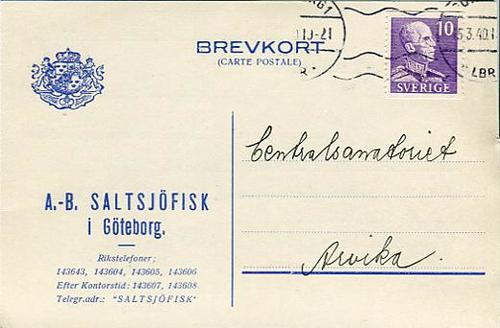 BREVKORT
(CARTE POSTALE)
10
SVERIGE
A.-B. SALTSJÖFISK
i Göteborg.
Rikstelefoner:
143643, 143604, 143605, 143606
Efter Kontorstid: 143607, 143608
Telegr.adr.: "SALTSJÖFISK"
Centralsanatoriet
Arvika.